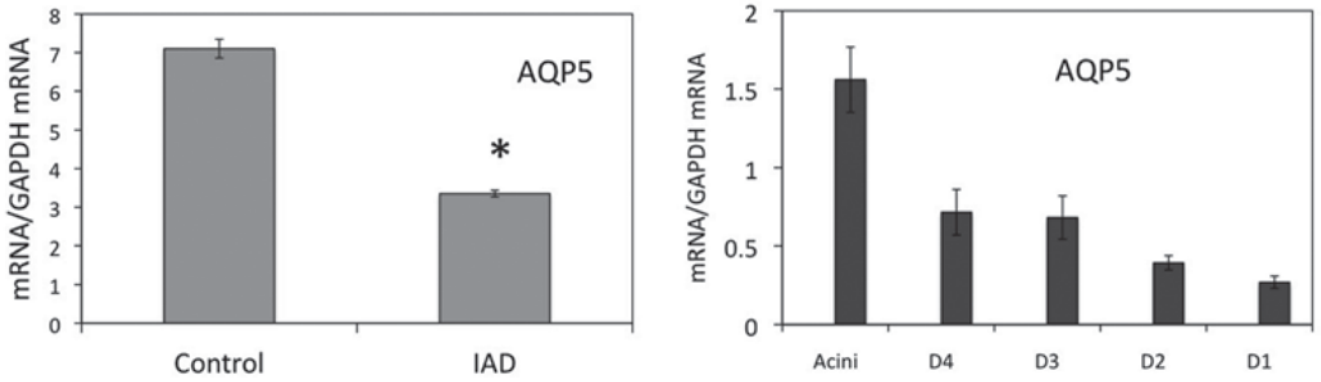 mRNA/GAPDH mRNA
8
7
6
5
4
3
2
1
0
AQP5
*
Control IAD
mRNA/GAPDH mRNA
2
1.5
1
0.5
0
AQP5
Acini D4 D3 D2 D1